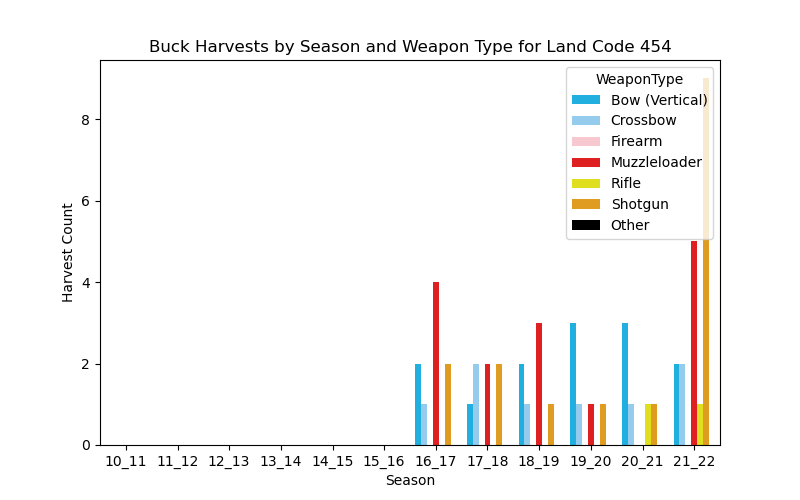 Buck Harvests by Season and Weapon Type for Land Code 454
WeaponType
Bow (Vertical)
Crossbow
Firearm
Muzzleloader
Rifle
Shotgun
Other
Harvest Count
8
6
4
2
0
10_11 11_12 12_13 13_14 14_15 15_16 16_17 17_18 18_19 19_20 20_21 21_22
Season